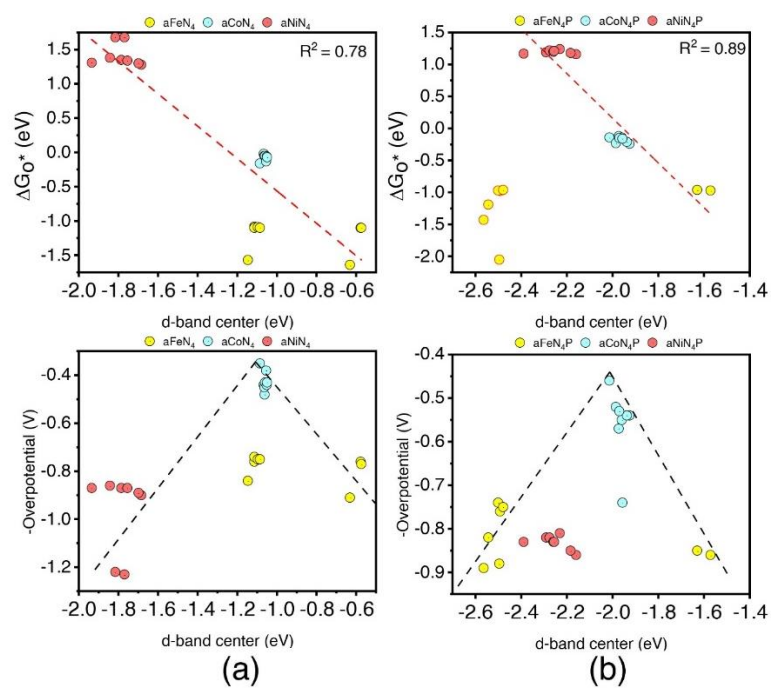 aFeN₄ aCoN₄ aNiN₄
R² = 0.78
1.5
1.0
0.5
0.0
-0.5
-1.0
-1.5
ΔG_O* (eV)
-2.0 -1.8 -1.6 -1.4 -1.2 -1.0 -0.8 -0.6
d-band center (eV)
aFeN₄P aCoN₄P aNiN₄P
R² = 0.89
1.5
1.0
0.5
0.0
-0.5
-1.0
-1.5
-2.0
ΔG_O* (eV)
-2.6 -2.4 -2.2 -2.0 -1.8 -1.6 -1.4
d-band center (eV)
aFeN₄ aCoN₄ aNiN₄
-0.4
-0.6
-0.8
-1.0
-1.2
-Overpotential (V)
-2.0 -1.8 -1.6 -1.4 -1.2 -1.0 -0.8 -0.6
d-band center (eV)
(a)
aFeN₄P aCoN₄P aNiN₄P
-0.4
-0.5
-0.6
-0.7
-0.8
-0.9
-Overpotential (V)
-2.6 -2.4 -2.2 -2.0 -1.8 -1.6 -1.4
d-band center (eV)
(b)